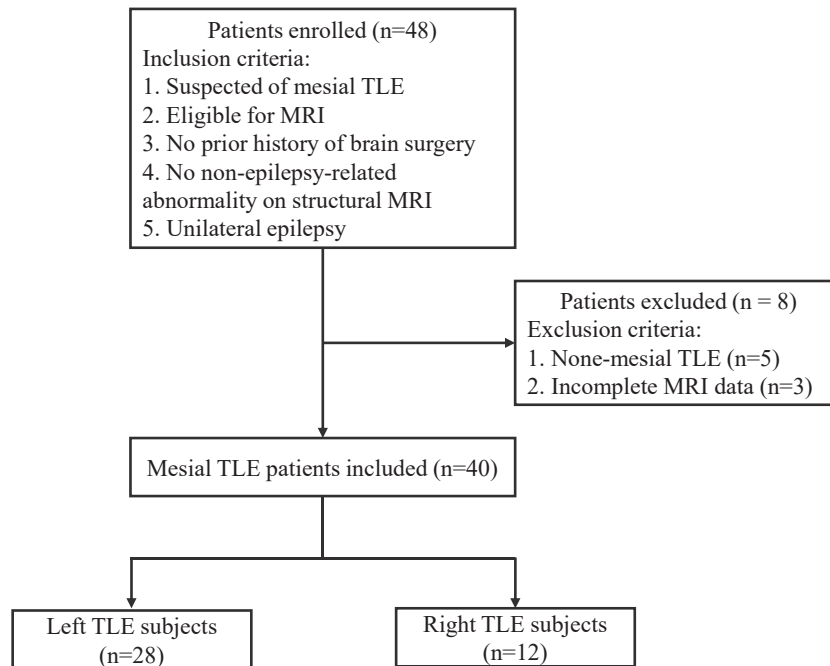 Patients enrolled (n=48)
Inclusion criteria:
1. Suspected of mesial TLE
2. Eligible for MRI
3. No prior history of brain surgery
4. No non-epilepsy-related
abnormality on structural MRI
5. Unilateral epilepsy
Patients excluded (n = 8)
Exclusion criteria:
1. None-mesial TLE (n=5)
2. Incomplete MRI data (n=3)
Mesial TLE patients included (n=40)
Left TLE subjects
(n=28)
Right TLE subjects
(n=12)